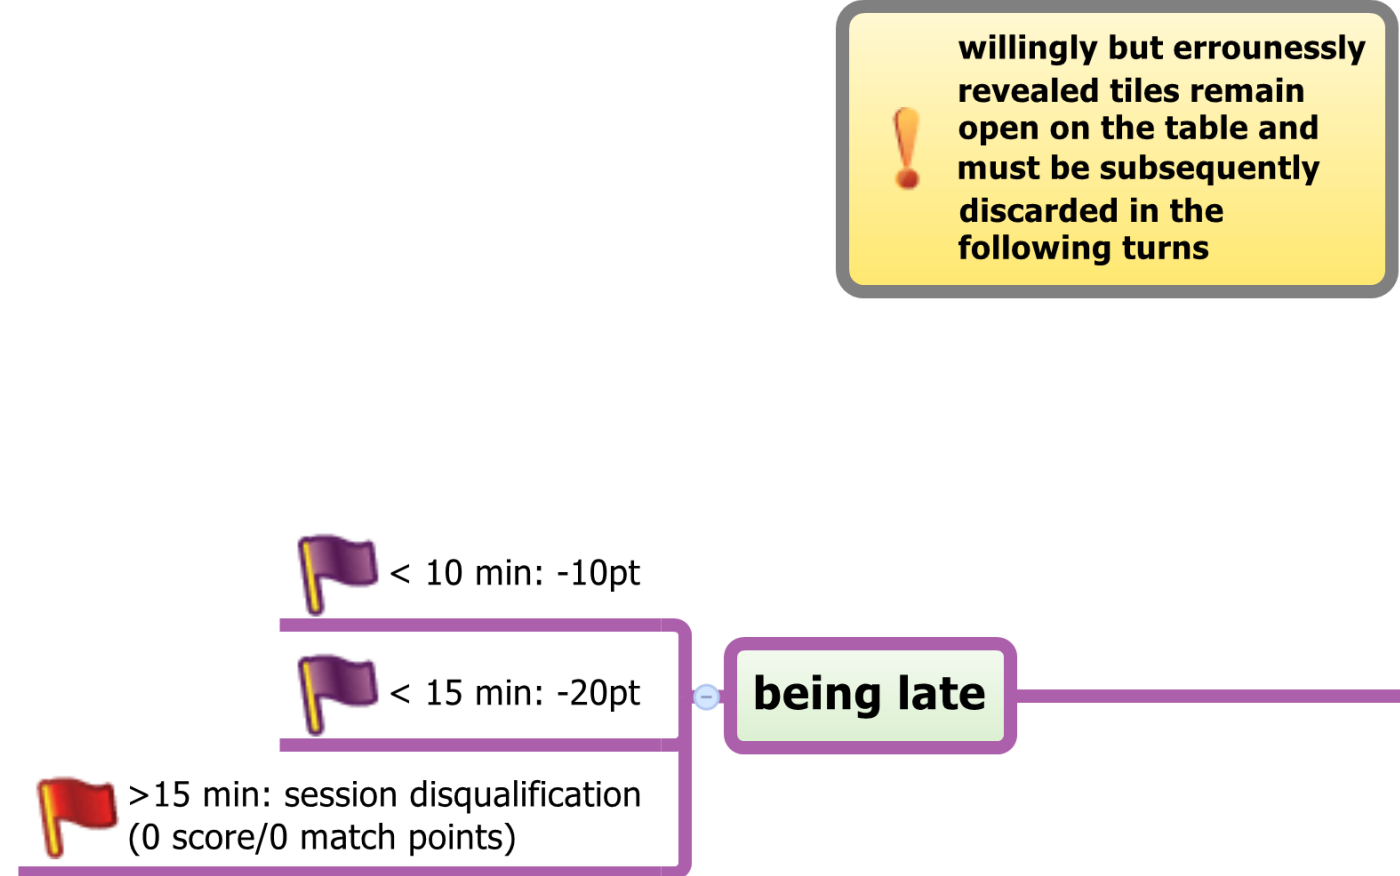 willingly but errounessly
revealed tiles remain
open on the table and
must be subsequently
discarded in the
following turns
< 10 min: -10pt
< 15 min: -20pt
being late
>15 min: session disqualification
(0 score/0 match points)